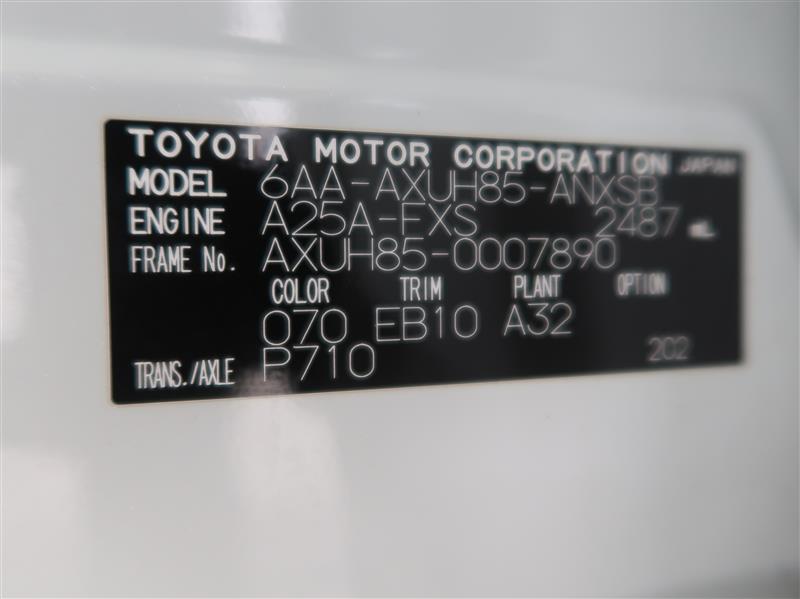 TOYOTA MOTOR CORPORATION JAPAN
MODEL 6AA-AXUH85-ANXSB
ENGINE A25A-FXS 2487 mL
FRAME No. AXUH85-0007890
COLOR TRIM PLANT OPTION
070 EB10 A32
TRANS./AXLE P710 202